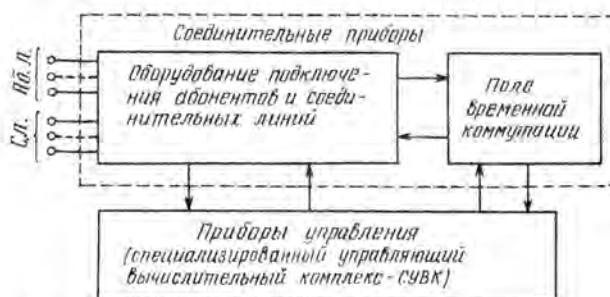 Соединительные приборы
Аб. Л.
Сл.
Оборудование подключе-
ния абонентов и соеди-
нительных линий
Поле
временной
коммутации
Приборы управления
(специализированный управляющий
вычислительный комплекс-СУВК)